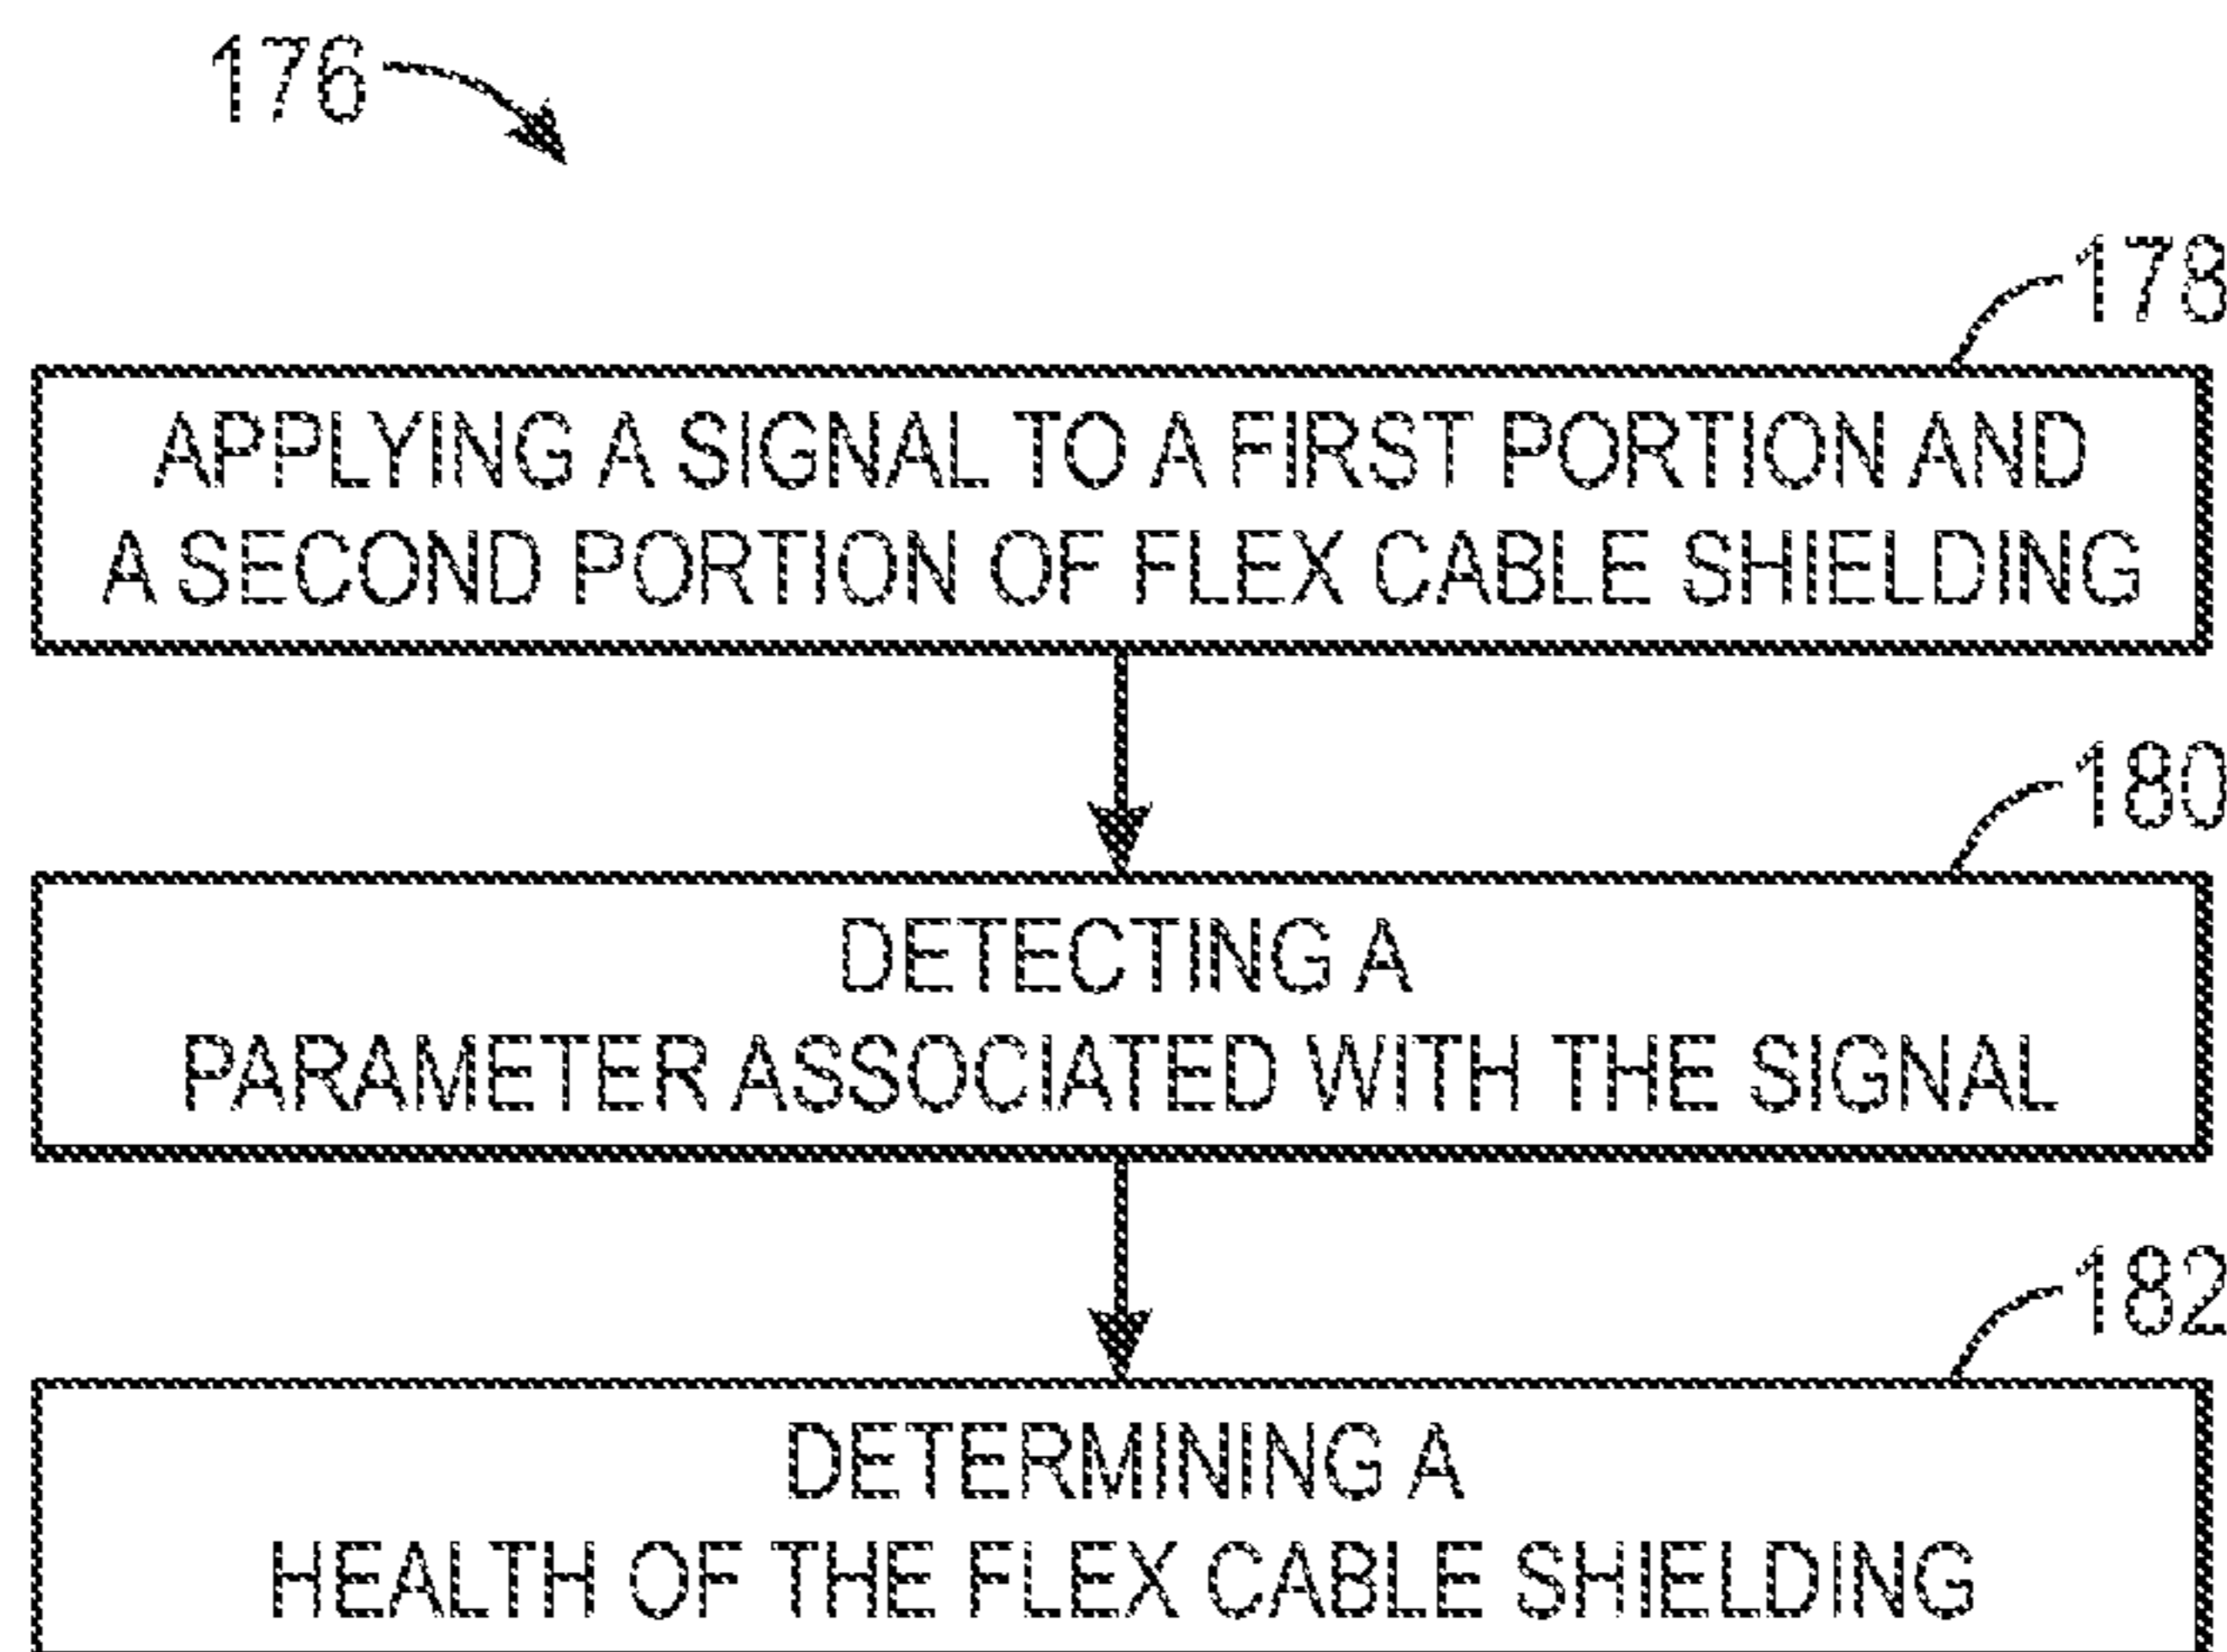 176
178
APPLYING A SIGNAL TO A FIRST PORTION AND
A SECOND PORTION OF FLEX CABLE SHIELDING
180
DETECTING A
PARAMETER ASSOCIATED WITH THE SIGNAL
182
DETERMINING A
HEALTH OF THE FLEX CABLE SHIELDING